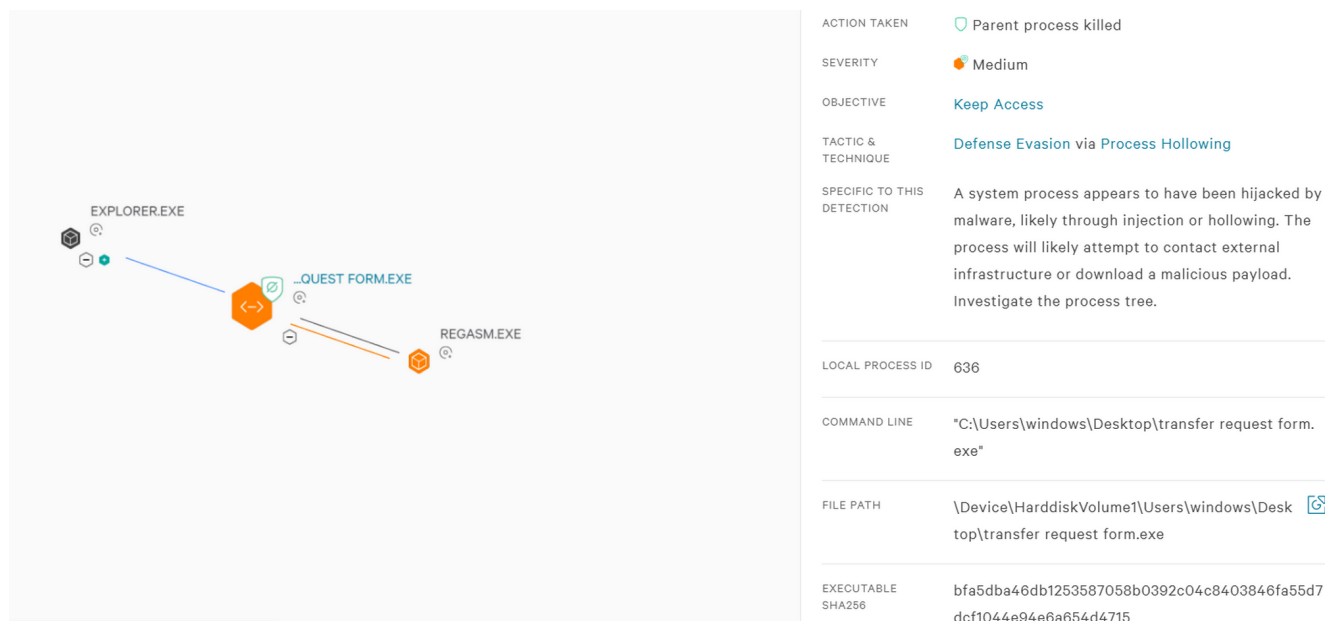 EXPLORER.EXE
...QUEST FORM.EXE
REGASM.EXE
ACTION TAKEN
Parent process killed
SEVERITY
Medium
OBJECTIVE
Keep Access
TACTIC &
TECHNIQUE
Defense Evasion via Process Hollowing
SPECIFIC TO THIS
DETECTION
A system process appears to have been hijacked by
malware, likely through injection or hollowing. The
process will likely attempt to contact external
infrastructure or download a malicious payload.
Investigate the process tree.
LOCAL PROCESS ID
636
COMMAND LINE
"C:\Users\windows\Desktop\transfer request form.
exe"
FILE PATH
\Device\HarddiskVolume1\Users\windows\Desk
top\transfer request form.exe
EXECUTABLE
SHA256
bfa5dba46db1253587058b0392c04c8403846fa55d7
dcf1044e94e6a654d4715